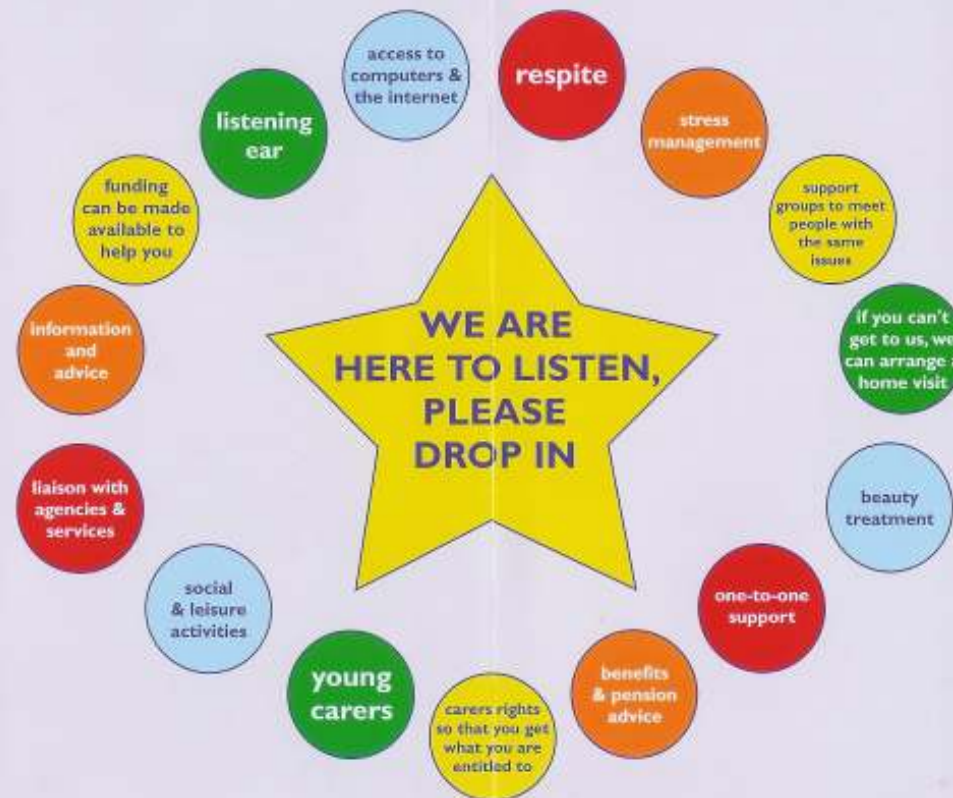 access to
computers &
the internet
respite
listening
ear
stress
management
funding
can be made
available to
help you
support
groups to meet
people with
the same
issues
information
and
advice
WE ARE
HERE TO LISTEN,
PLEASE
DROP IN
if you can't
get to us, we
can arrange a
home visit
liaison with
agencies &
services
beauty
treatment
social
& leisure
activities
one-to-one
support
young
carers
benefits
& pension
advice
carers rights
so that you get
what you are
entitled to